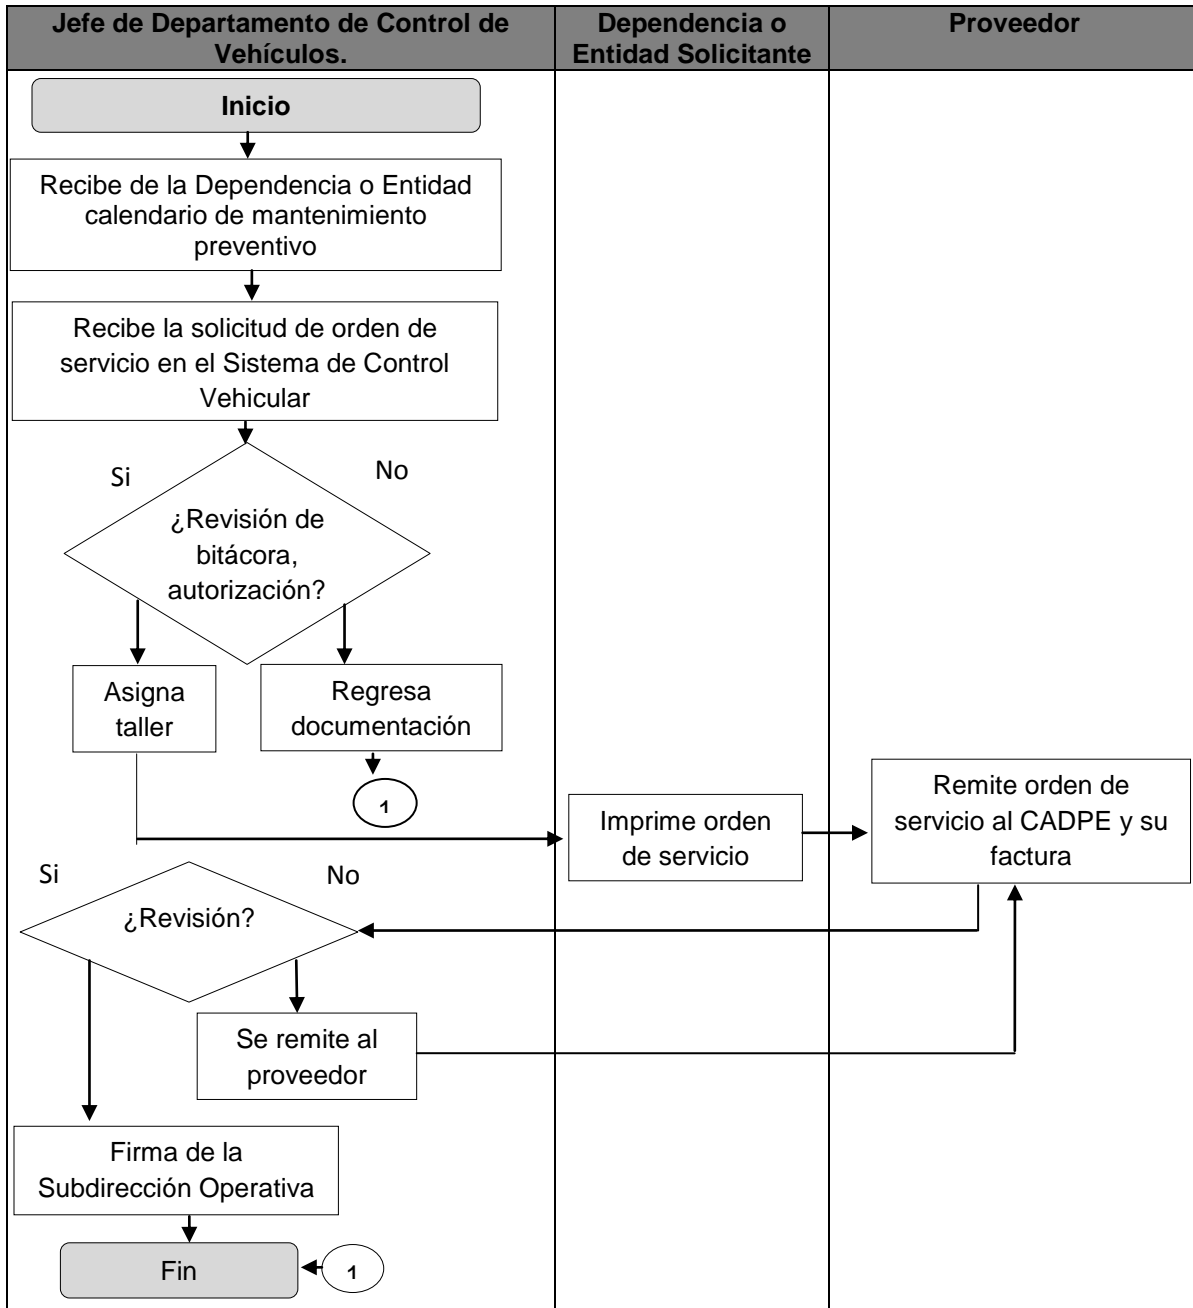 Jefe de Departamento de Control de
Vehículos.
Dependencia o
Entidad Solicitante
Proveedor
Inicio
Recibe de la Dependencia o Entidad
calendario de mantenimiento
preventivo
Recibe la solicitud de orden de
servicio en el Sistema de Control
Vehicular
Si
No
¿Revisión de
bitácora,
autorización?
Asigna
taller
Regresa
documentación
1
Imprime orden
de servicio
Remite orden de
servicio al CADPE y su
factura
Si
No
¿Revisión?
Se remite al
proveedor
Firma de la
Subdirección Operativa
Fin
1